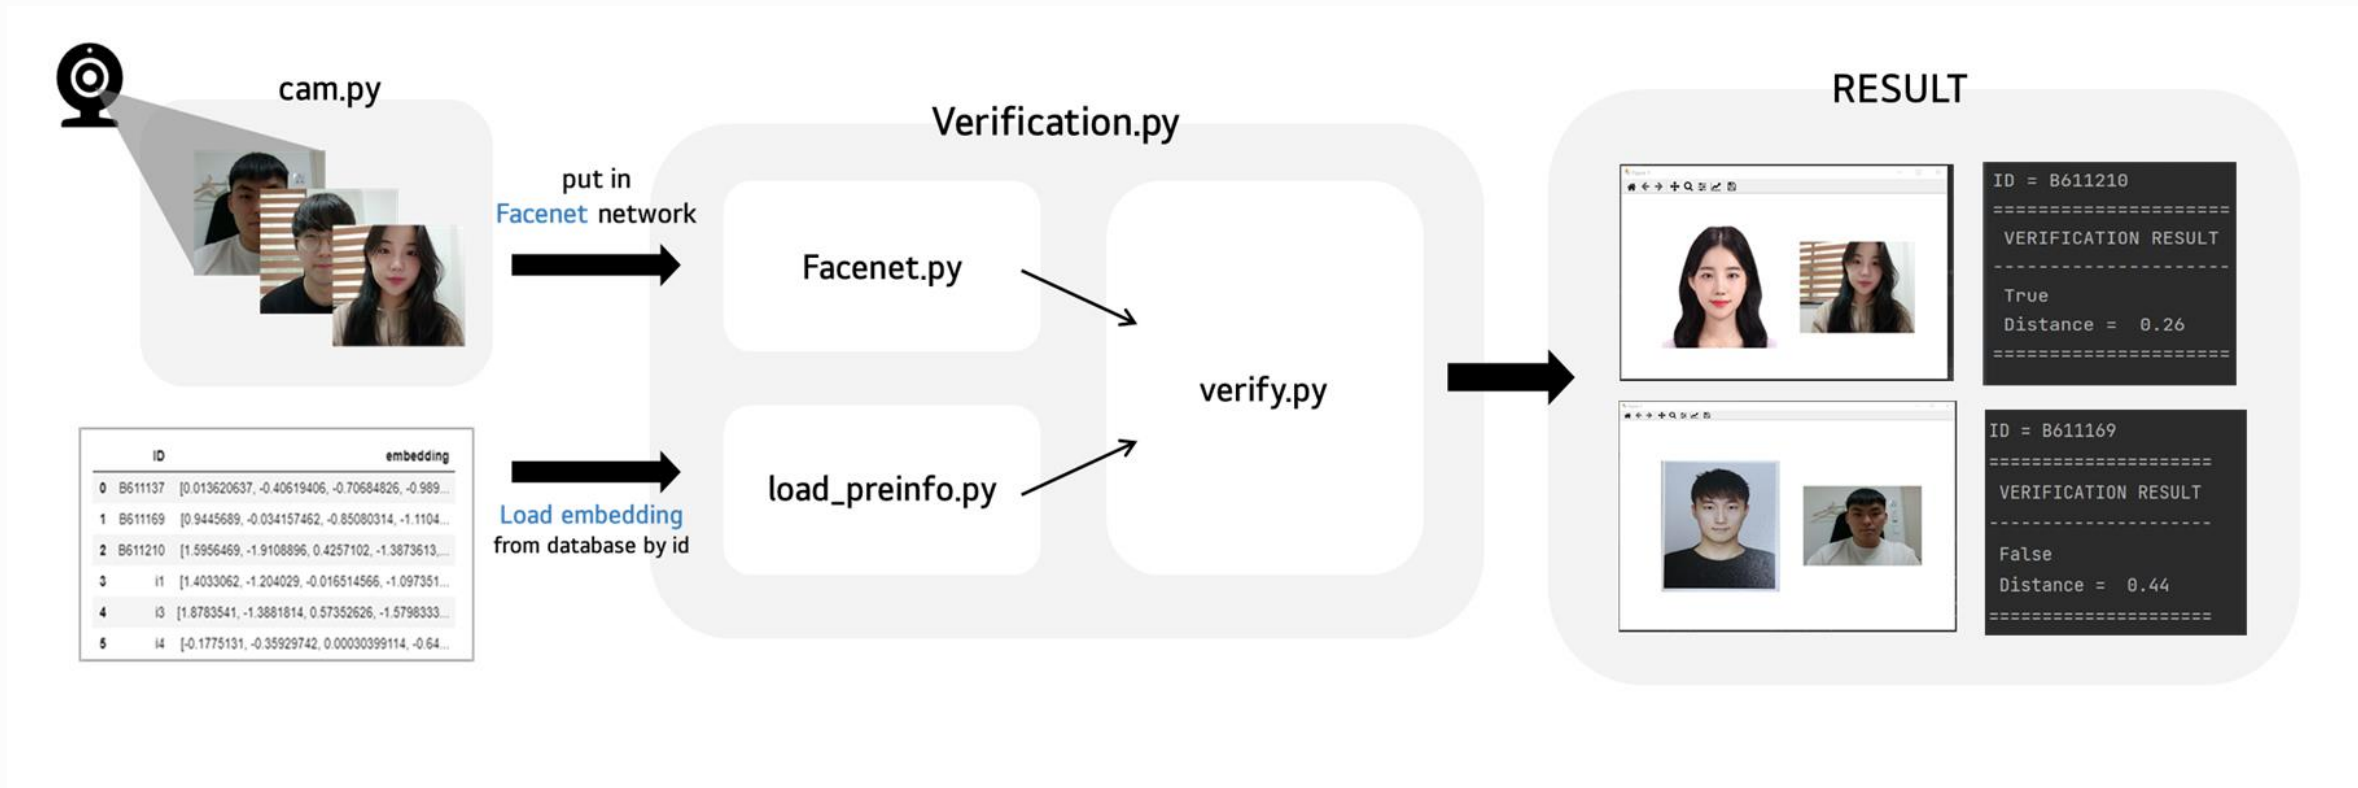 cam.py
put in
Facenet network
ID embedding
0 B611137 [0.013620637, -0.40619406, -0.70684826, -0.989...
1 B611169 [0.9445689, -0.034157462, -0.85080314, -1.1104...
2 B611210 [1.5956469, -1.9108896, 0.4257102, -1.3873613,...
3 i1 [1.4033062, -1.204029, -0.016514566, -1.097351...
4 i3 [1.8783541, -1.3881814, 0.57352626, -1.5798333...
5 i4 [-0.1775131, -0.35929742, 0.00030399114, -0.64...
Load embedding
from database by id
Verification.py
Facenet.py
load_preinfo.py
verify.py
RESULT
ID = B611210
=====================
VERIFICATION RESULT
---------------------
True
Distance = 0.26
=====================
ID = B611169
=====================
VERIFICATION RESULT
---------------------
False
Distance = 0.44
=====================